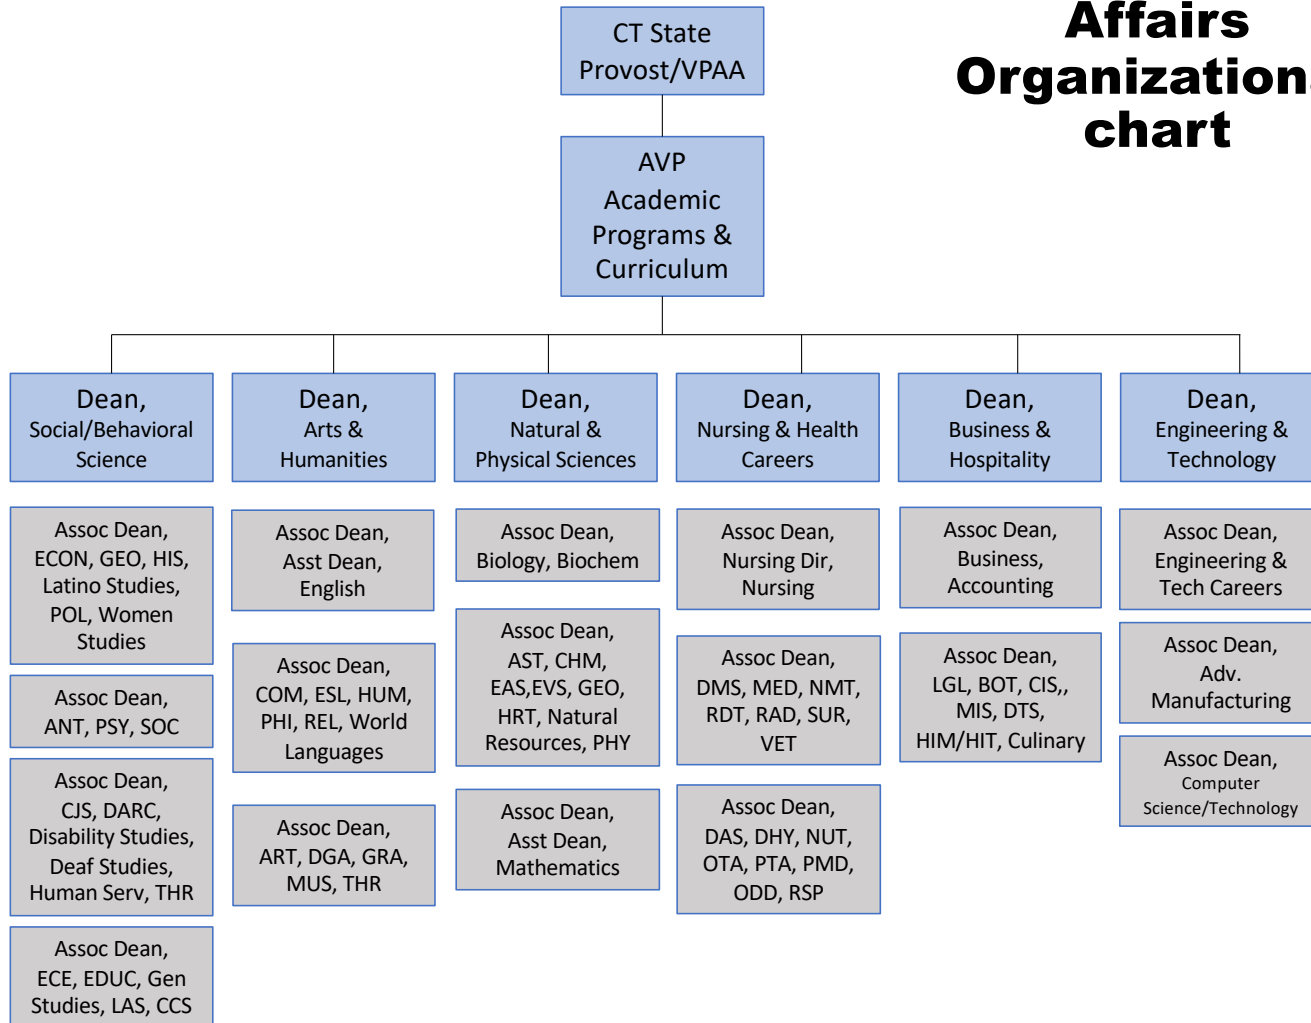 Affairs
Organization
chart
CT State
Provost/VPAA
AVP
Academic
Programs &
Curriculum
Dean,
Social/Behavioral
Science
Assoc Dean,
ECON, GEO, HIS,
Latino Studies,
POL, Women
Studies
Assoc Dean,
ANT, PSY, SOC
Assoc Dean,
CJS, DARC,
Disability Studies,
Deaf Studies,
Human Serv, THR
Assoc Dean,
ECE, EDUC, Gen
Studies, LAS, CCS
Dean,
Arts &
Humanities
Assoc Dean,
Asst Dean,
English
Assoc Dean,
COM, ESL, HUM,
PHI, REL, World
Languages
Assoc Dean,
ART, DGA, GRA,
MUS, THR
Dean,
Natural &
Physical Sciences
Assoc Dean,
Biology, Biochem
Assoc Dean,
AST, CHM,
EAS,EVS, GEO,
HRT, Natural
Resources, PHY
Assoc Dean,
Asst Dean,
Mathematics
Dean,
Nursing & Health
Careers
Assoc Dean,
Nursing Dir,
Nursing
Assoc Dean,
DMS, MED, NMT,
RDT, RAD, SUR,
VET
Assoc Dean,
DAS, DHY, NUT,
OTA, PTA, PMD,
ODD, RSP
Dean,
Business &
Hospitality
Assoc Dean,
Business,
Accounting
Assoc Dean,
LGL, BOT, CIS,,
MIS, DTS,
HIM/HIT, Culinary
Dean,
Engineering &
Technology
Assoc Dean,
Engineering &
Tech Careers
Assoc Dean,
Adv.
Manufacturing
Assoc Dean,
Computer
Science/Technology